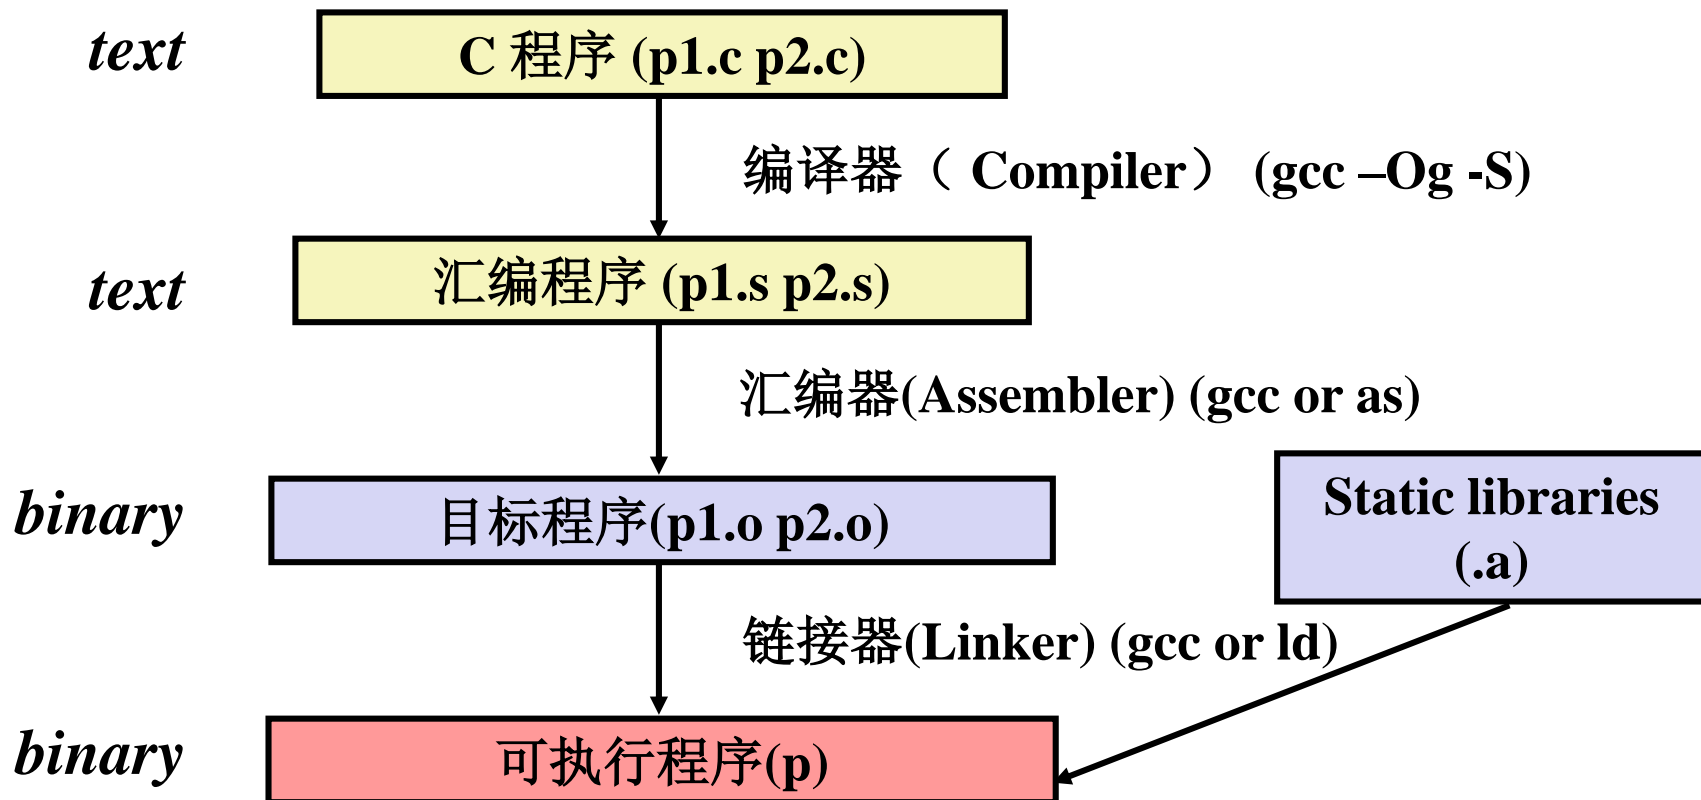 text
C 程序 (p1.c p2.c)
编译器（ Compiler） (gcc –Og -S)
text
汇编程序 (p1.s p2.s)
汇编器(Assembler) (gcc or as)
binary
目标程序(p1.o p2.o)
Static libraries
(.a)
链接器(Linker) (gcc or ld)
binary
可执行程序(p)